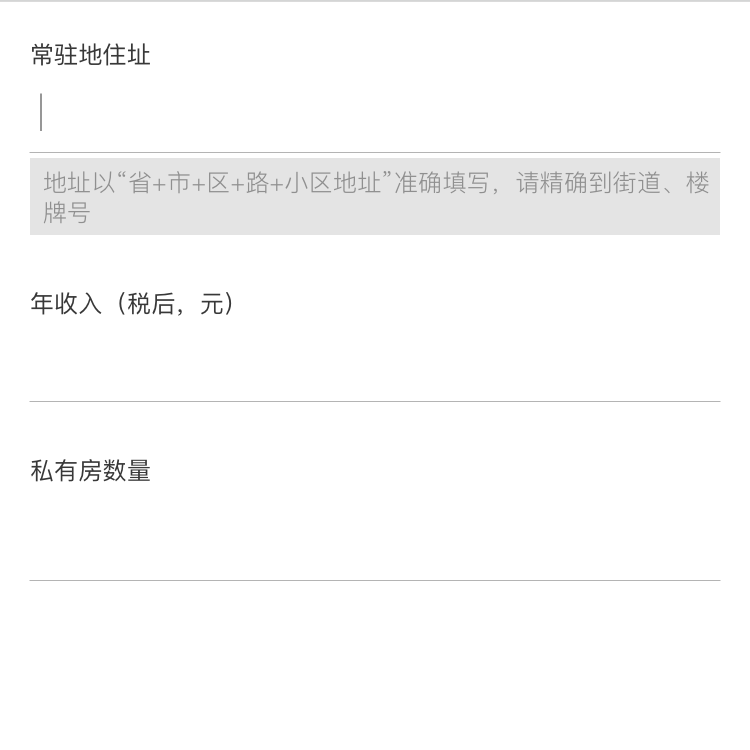 常驻地住址
地址以“省+市+区+路+小区地址”准确填写，请精确到街道、楼
牌号
年收入（税后，元）
私有房数量